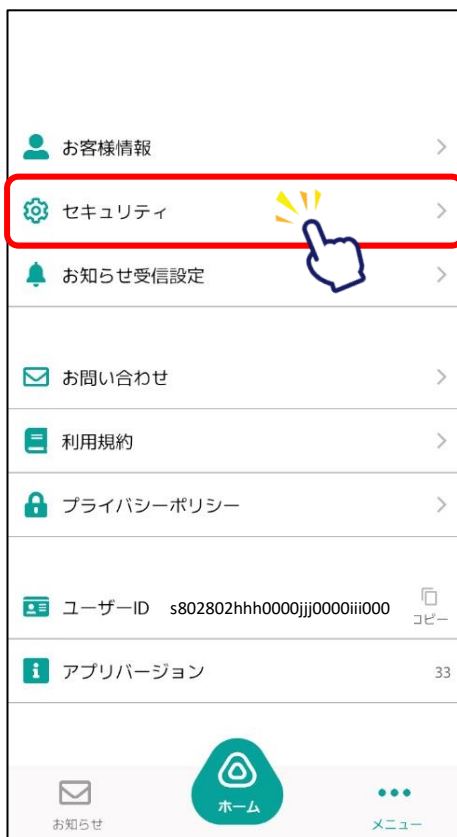 お客様情報
セキュリティ
お知らせ受信設定
お問い合わせ
利用規約
プライバシーポリシー
ユーザーID s802802hhh0000jjj0000iii000 コピー
アプリバージョン 33
お知らせ ホーム メニュー